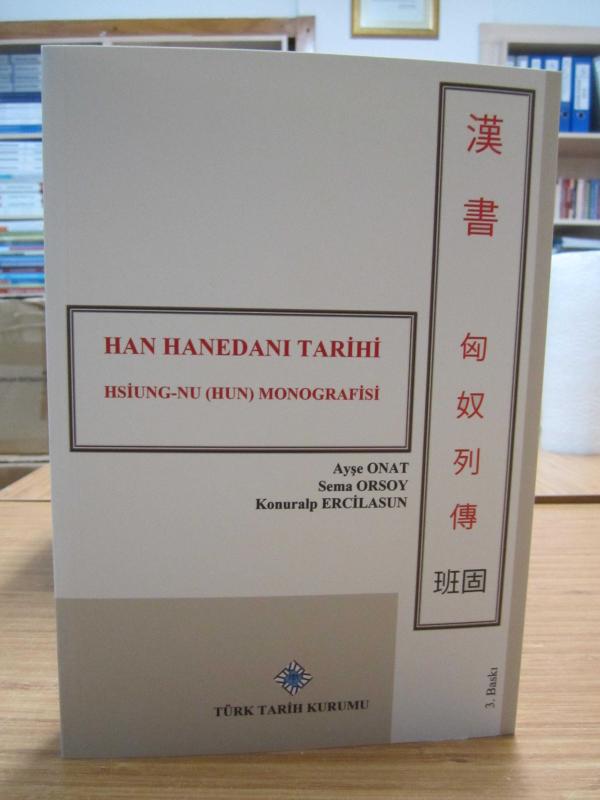 HAN HANEDANI TARİHİ
HSİUNG-NU (HUN) MONOGRAFİSİ
Ayşe ONAT
Sema ORSOY
Konuralp ERCİLASUN
漢書
匈奴列傳
班固
TÜRK TARİH KURUMU
3. Baskı